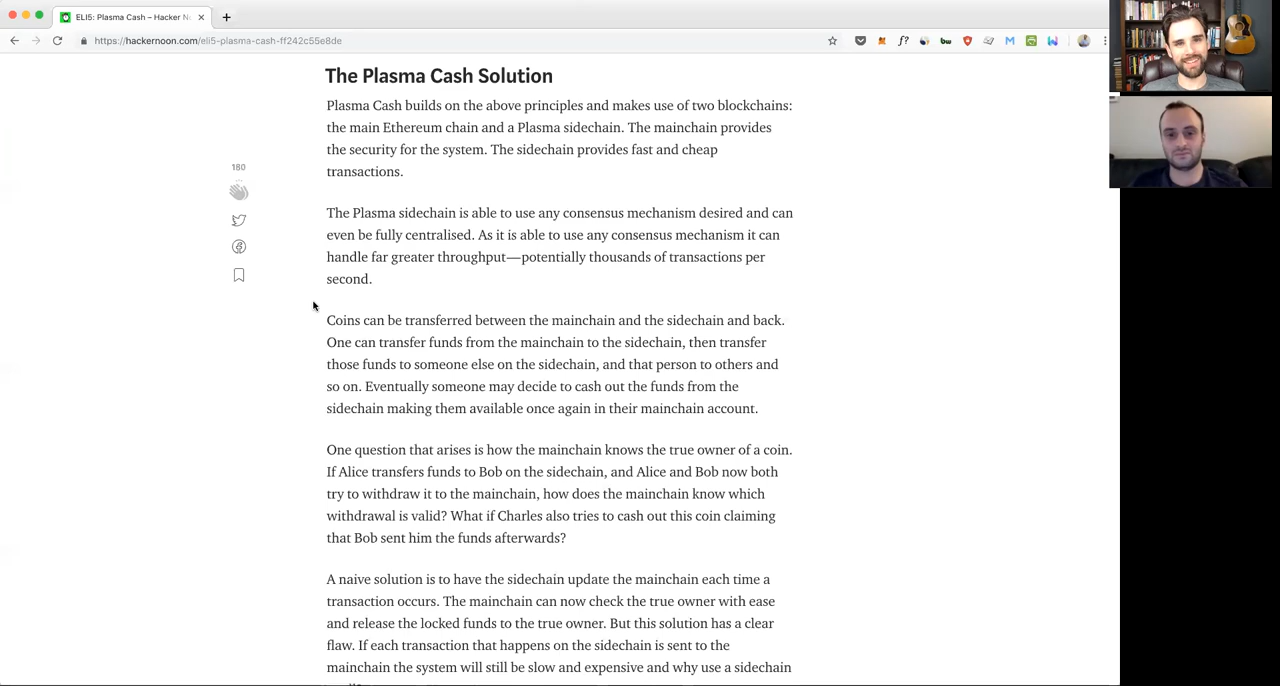 ELI5: Plasma Cash – Hacker No
https://hackernoon.com/eli5-plasma-cash-ff242c55e8de
The Plasma Cash Solution
Plasma Cash builds on the above principles and makes use of two blockchains:
the main Ethereum chain and a Plasma sidechain. The mainchain provides
the security for the system. The sidechain provides fast and cheap
transactions.
180
The Plasma sidechain is able to use any consensus mechanism desired and can
even be fully centralised. As it is able to use any consensus mechanism it can
handle far greater throughput — potentially thousands of transactions per
second.
Coins can be transferred between the mainchain and the sidechain and back.
One can transfer funds from the mainchain to the sidechain, then transfer
those funds to someone else on the sidechain, and that person to others and
so on. Eventually someone may decide to cash out the funds from the
sidechain making them available once again in their mainchain account.
One question that arises is how the mainchain knows the true owner of a coin.
If Alice transfers funds to Bob on the sidechain, and Alice and Bob now both
try to withdraw it to the mainchain, how does the mainchain know which
withdrawal is valid? What if Charles also tries to cash out this coin claiming
that Bob sent him the funds afterwards?
A naive solution is to have the sidechain update the mainchain each time a
transaction occurs. The mainchain can now check the true owner with ease
and release the locked funds to the true owner. But this solution has a clear
flaw. If each transaction that happens on the sidechain is sent to the
mainchain the system will still be slow and expensive and why use a sidechain